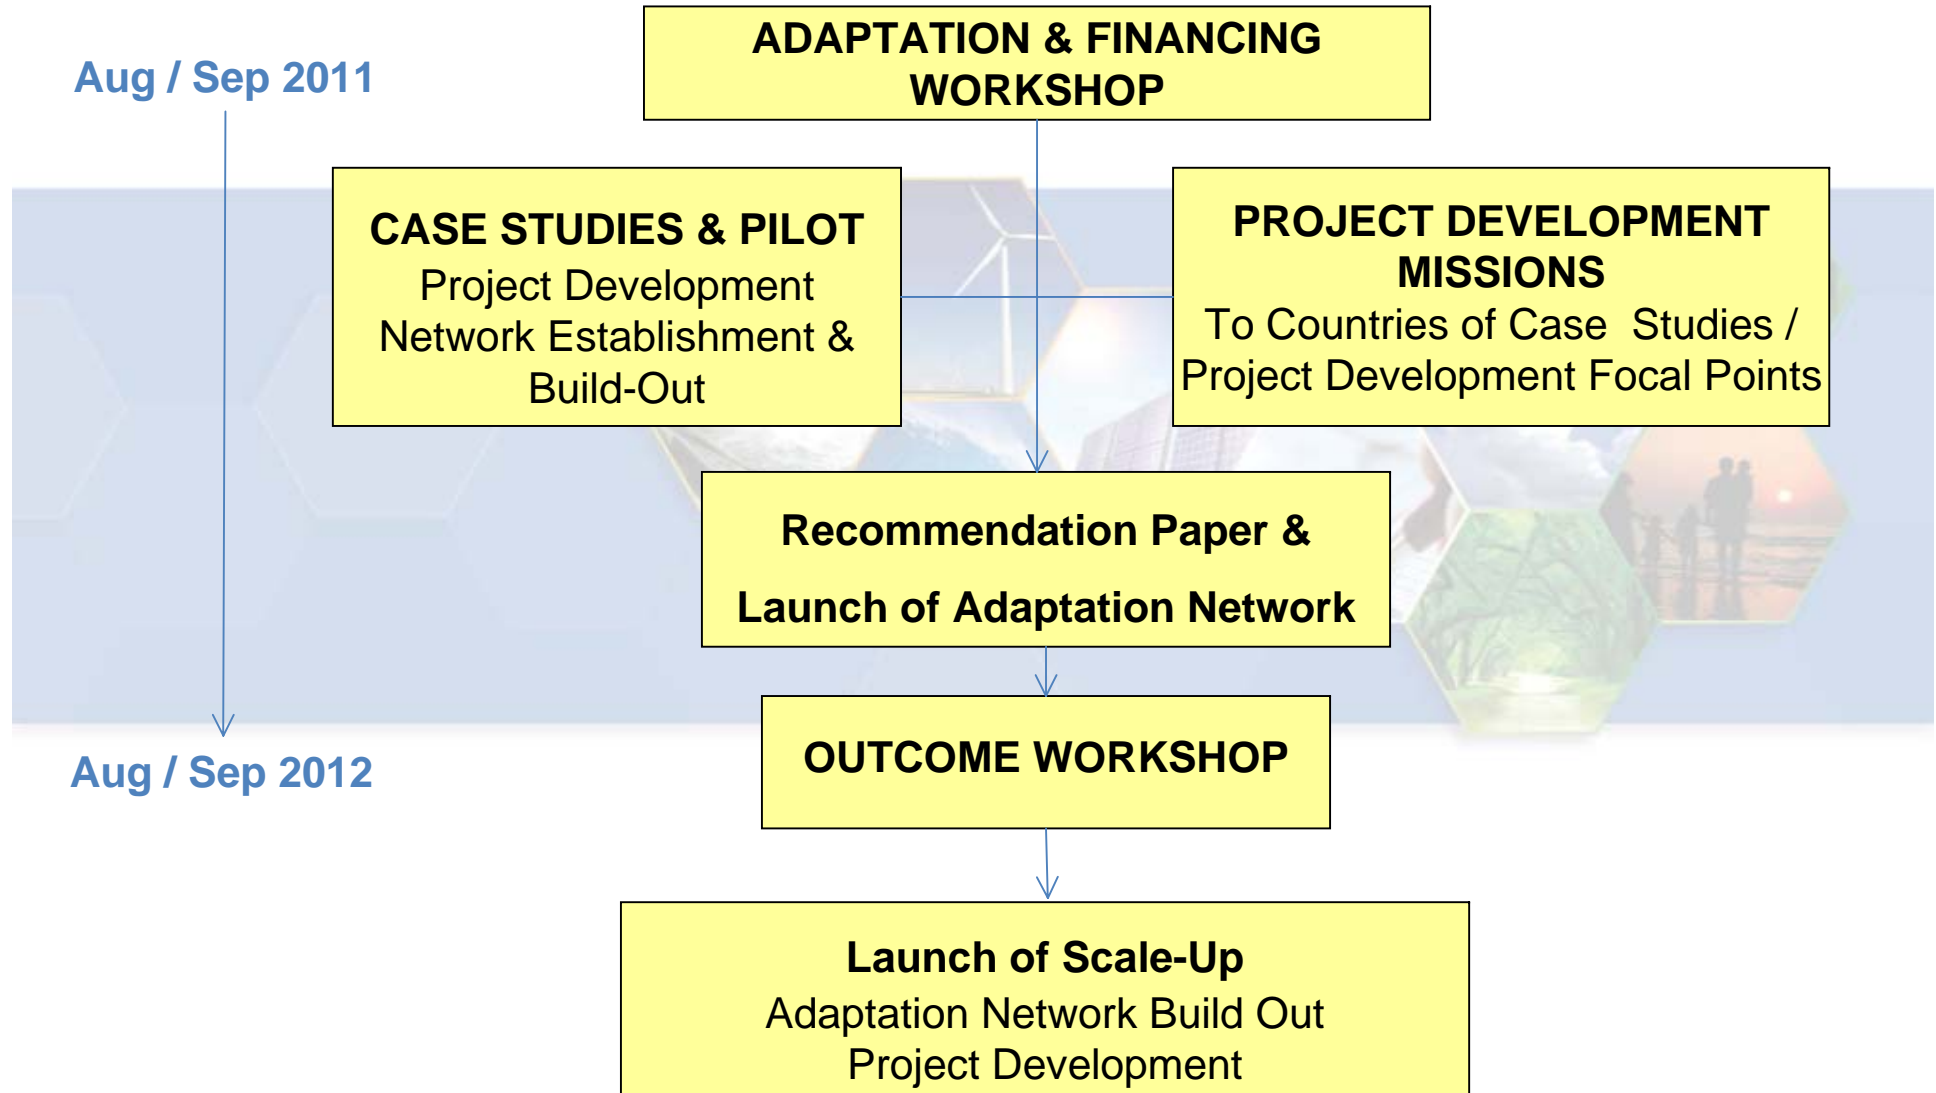 ADAPTATION & FINANCING
WORKSHOP
Aug / Sep 2011
CASE STUDIES & PILOT
Project Development
Network Establishment &
Build-Out
PROJECT DEVELOPMENT
MISSIONS
To Countries of Case Studies /
Project Development Focal Points
Recommendation Paper &
Launch of Adaptation Network
OUTCOME WORKSHOP
Aug / Sep 2012
Launch of Scale-Up
Adaptation Network Build Out
Project Development